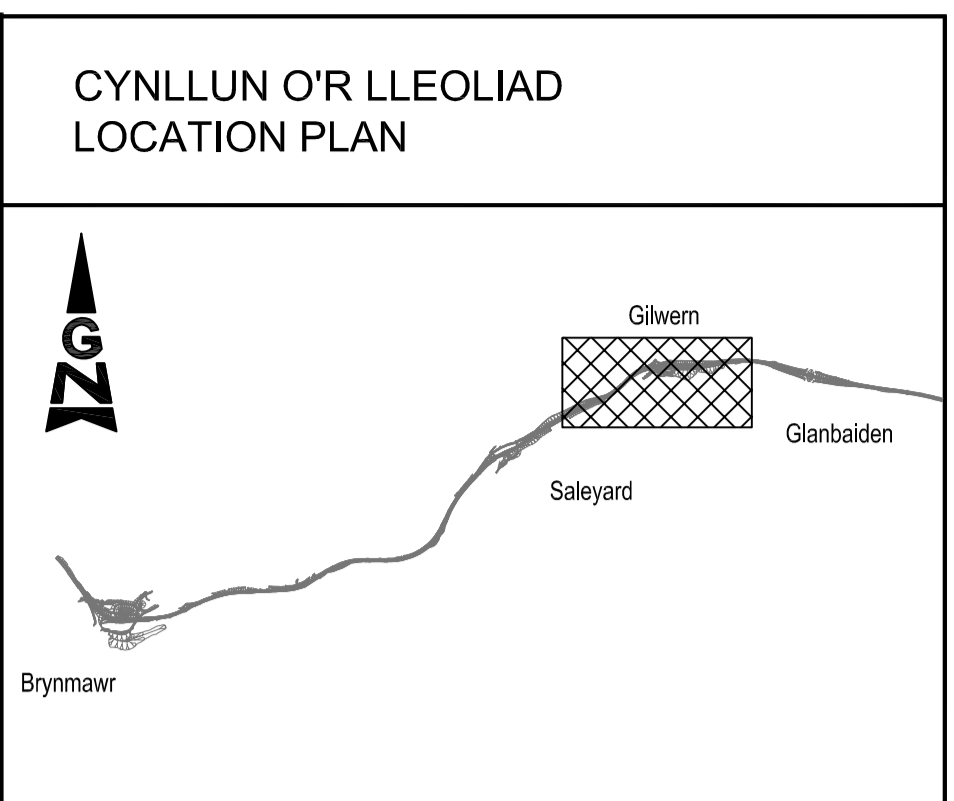 CYNLLUN O'R LLEOLIAD
LOCATION PLAN
G
N
Gilwern
Glanbaiden
Saleyard
Brynmawr